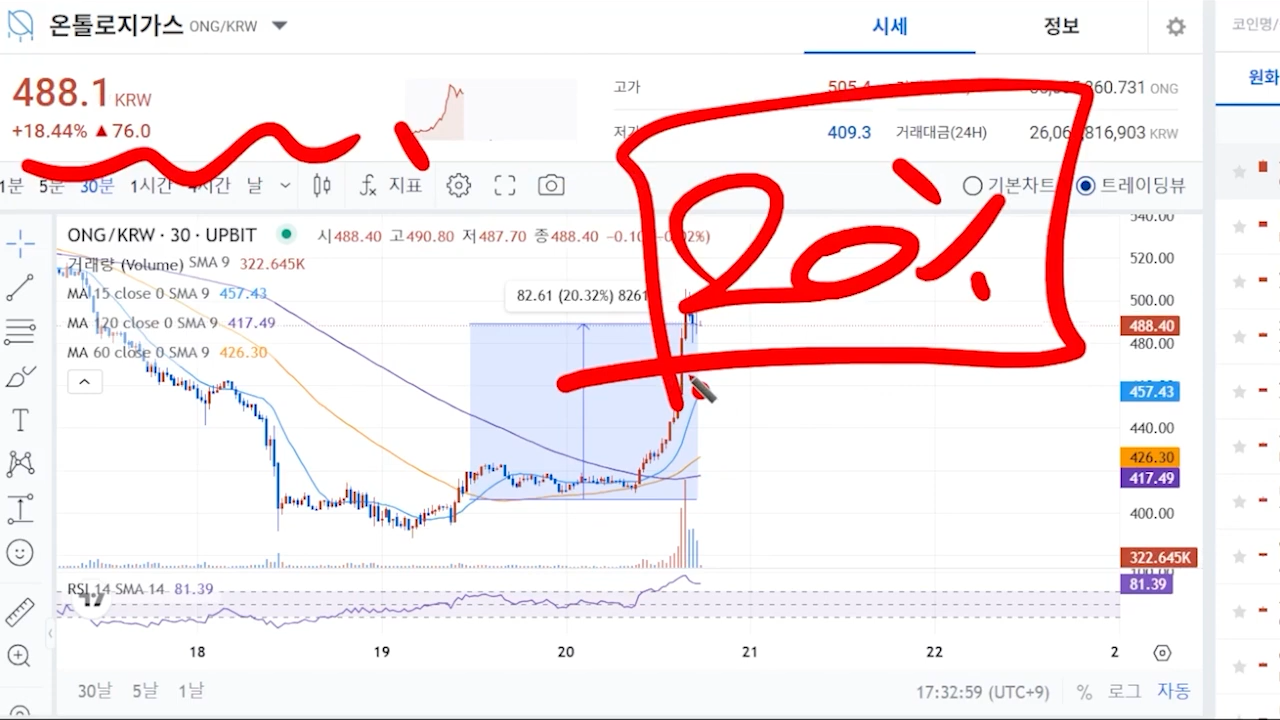 온톨로지가스 ONG/KRW
시세
정보
코인명/
원화
488.1 KRW
+18.44% ▲76.0
고가 505.4
60.731 ONG
409.3
거래대금(24H)
816,903 KRW
1분 5분 30분 1시간 4시간 날
지표
기본차트
트레이딩뷰
20%
ONG/KRW · 30 · UPBIT
시488.40 고490.80 저487.70 종488.40
거래량 (Volume) SMA 9 322.645K
MA 15 close 0 SMA 9 457.43
MA 120 close 0 SMA 9 417.49
MA 60 close 0 SMA 9 426.30
82.61 (20.32%) 8261
540.00
520.00
500.00
488.40
480.00
457.43
440.00
426.30
417.49
400.00
322.645K
RSI 14 SMA 14 81.39
100.00
81.39
18 19 20 21 22 2
30날 5날 1날
17:32:59 (UTC+9) % 로그 자동